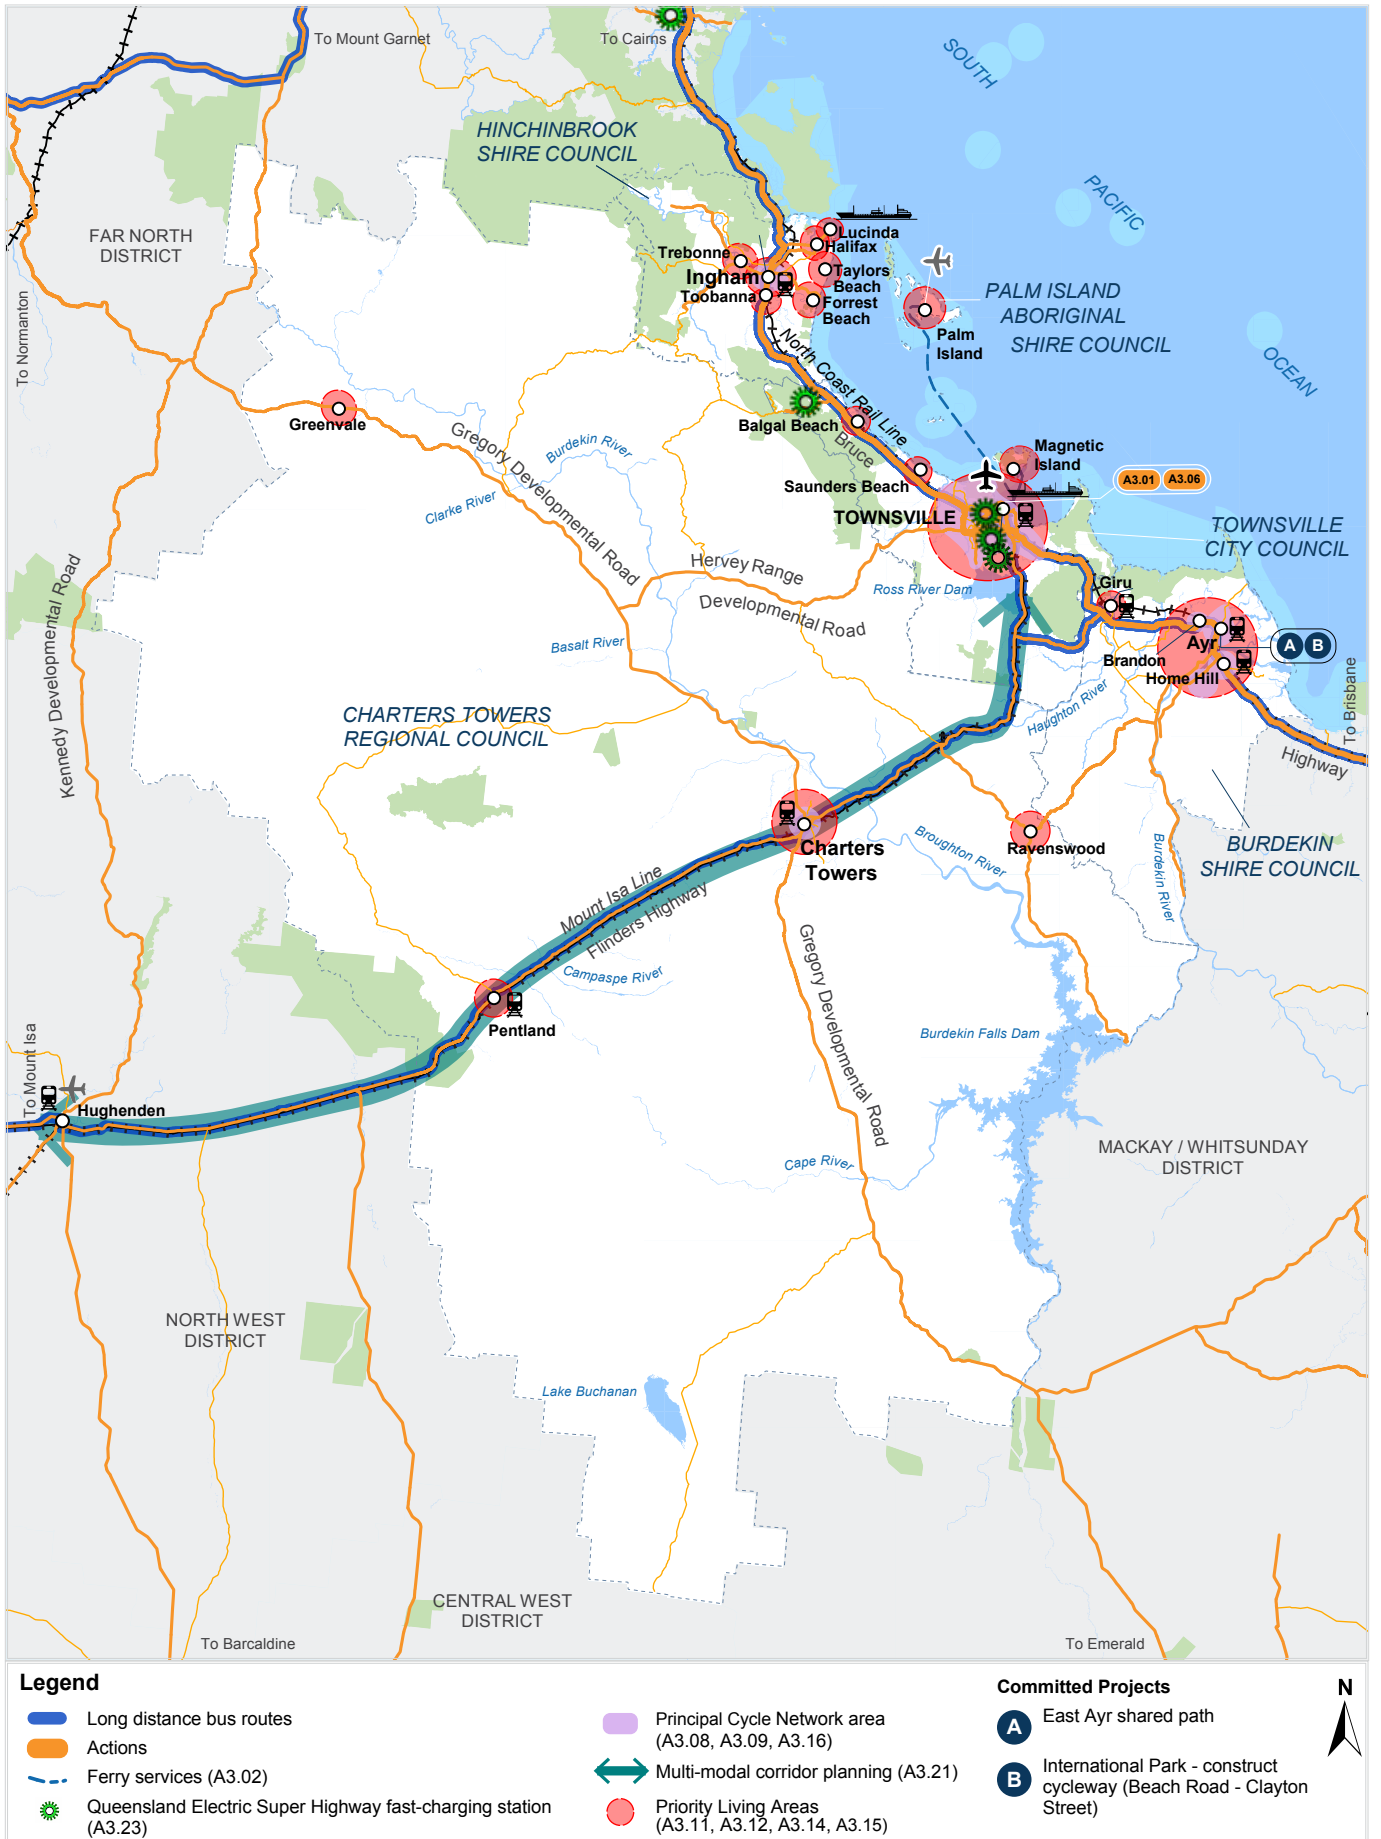 To Mount Garnet
To Cairns
SOUTH
HINCHINBROOK
SHIRE COUNCIL
PACIFIC
FAR NORTH
DISTRICT
Lucinda
Halifax
Trebonne
Ingham
Taylors
Beach
Toobanna
Forrest
Beach
PALM ISLAND
ABORIGINAL
SHIRE COUNCIL
Palm
Island
OCEAN
To Normanton
North Coast Rail Line
Greenvale
Balgal Beach
Bruce
Gregory Developmental Road
Burdekin River
Magnetic
Island
Saunders Beach
A3.01
A3.06
Clarke River
TOWNSVILLE
TOWNSVILLE
CITY COUNCIL
Hervey Range
Developmental Road
Ross River Dam
Giru
Kennedy Developmental Road
Basalt River
Ayr
A
B
Brandon
Home Hill
To Brisbane
Haughton River
CHARTERS TOWERS
REGIONAL COUNCIL
Highway
Charters
Towers
Broughton River
Ravenswood
Burdekin River
BURDEKIN
SHIRE COUNCIL
Mount Isa Line
Flinders Highway
Campaspe River
Gregory Developmental Road
Pentland
Burdekin Falls Dam
To Mount Isa
Hughenden
Cape River
MACKAY / WHITSUNDAY
DISTRICT
NORTH WEST
DISTRICT
Lake Buchanan
CENTRAL WEST
DISTRICT
To Barcaldine
To Emerald
Legend
Long distance bus routes
Actions
Ferry services (A3.02)
Queensland Electric Super Highway fast-charging station
(A3.23)
Principal Cycle Network area
(A3.08, A3.09, A3.16)
Multi-modal corridor planning (A3.21)
Priority Living Areas
(A3.11, A3.12, A3.14, A3.15)
Committed Projects
A
East Ayr shared path
B
International Park - construct
cycleway (Beach Road - Clayton
Street)
N